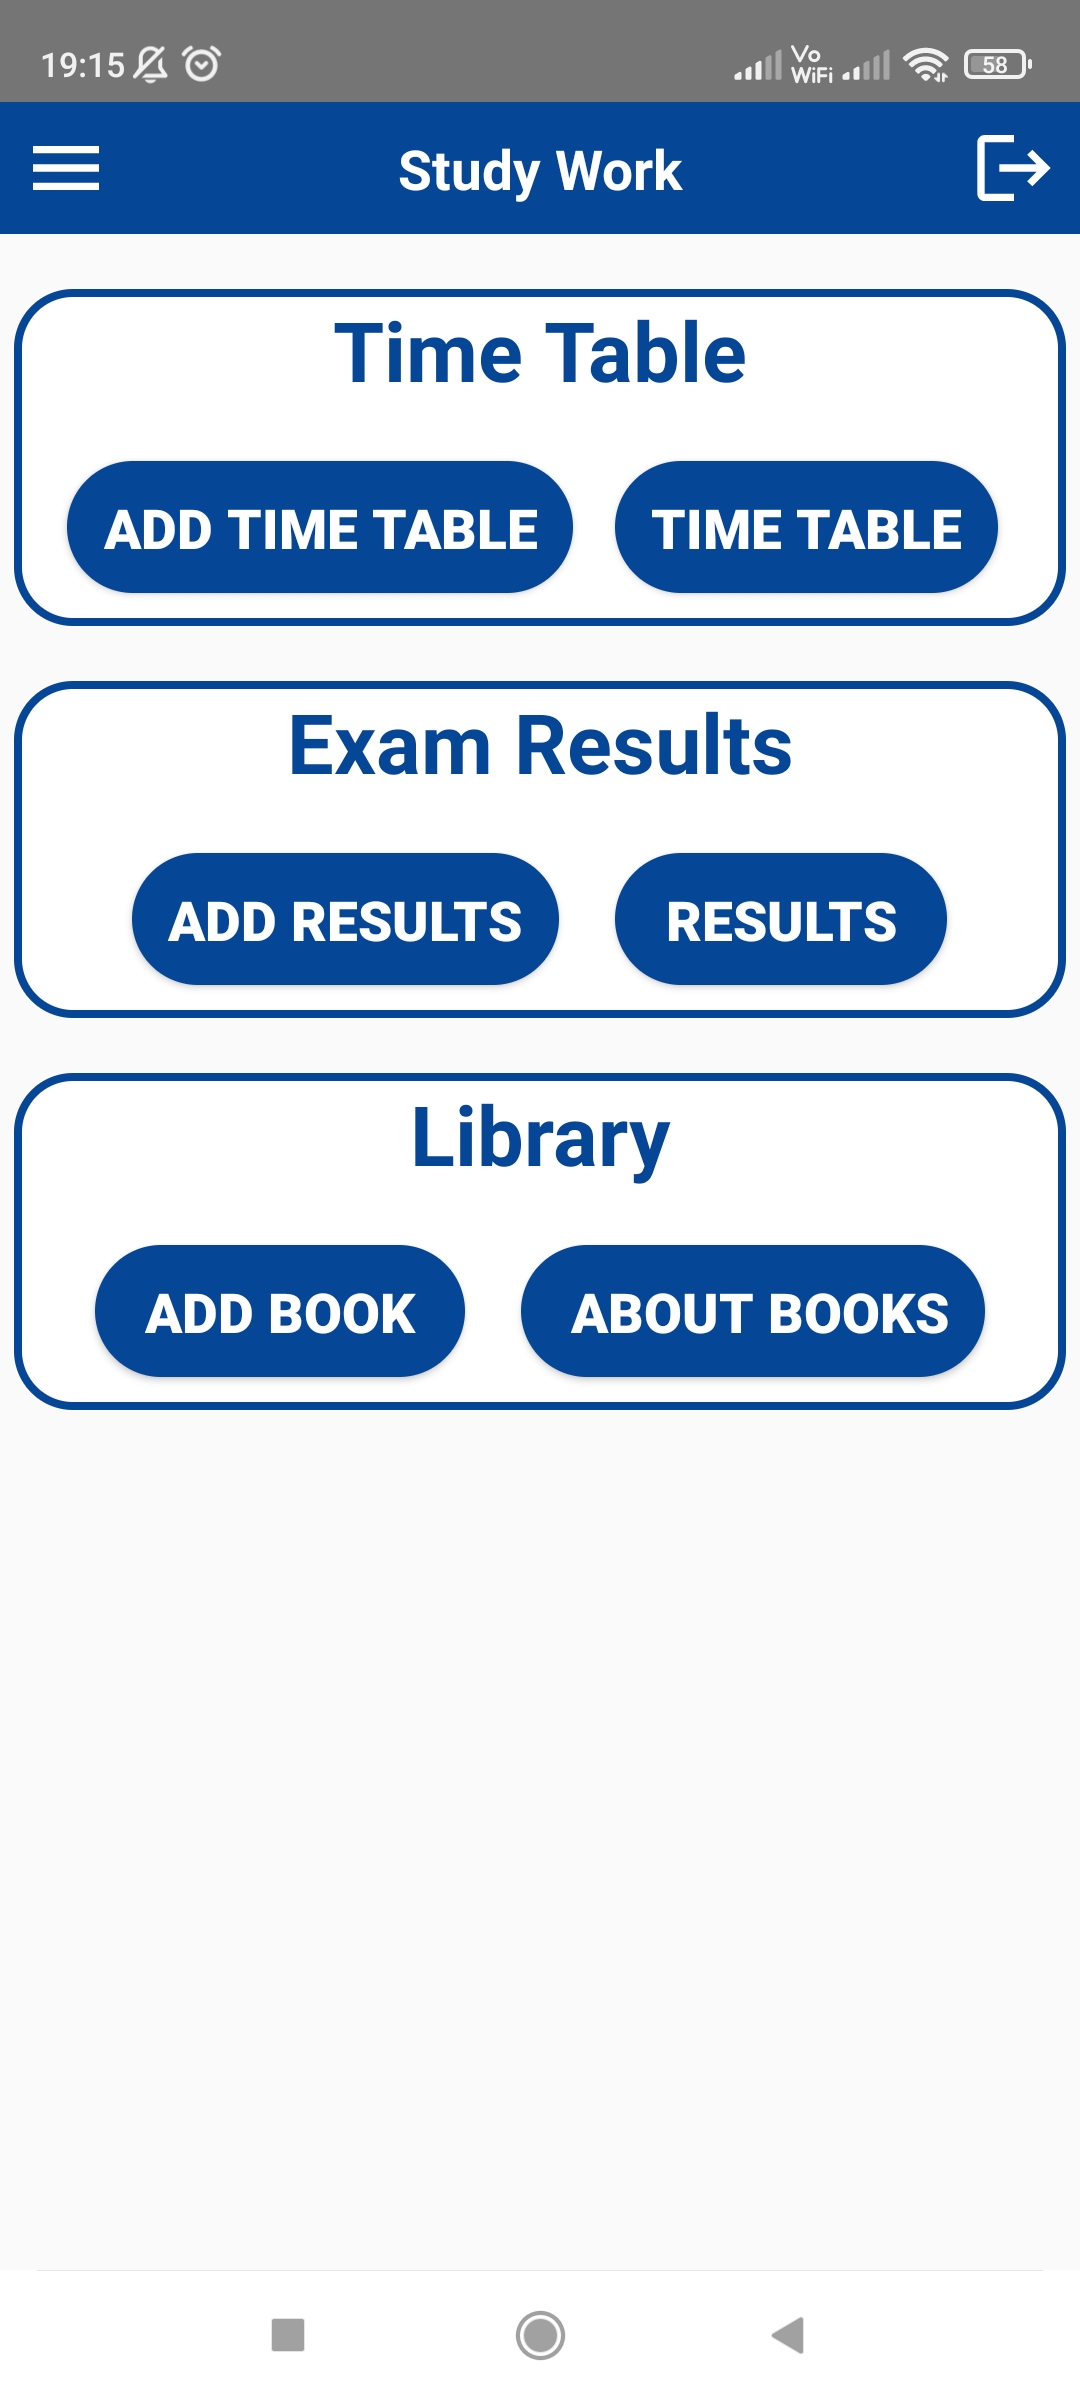 19:15 Vo WiFi 58
Study Work
Time Table
ADD TIME TABLE TIME TABLE
Exam Results
ADD RESULTS RESULTS
Library
ADD BOOK ABOUT BOOKS